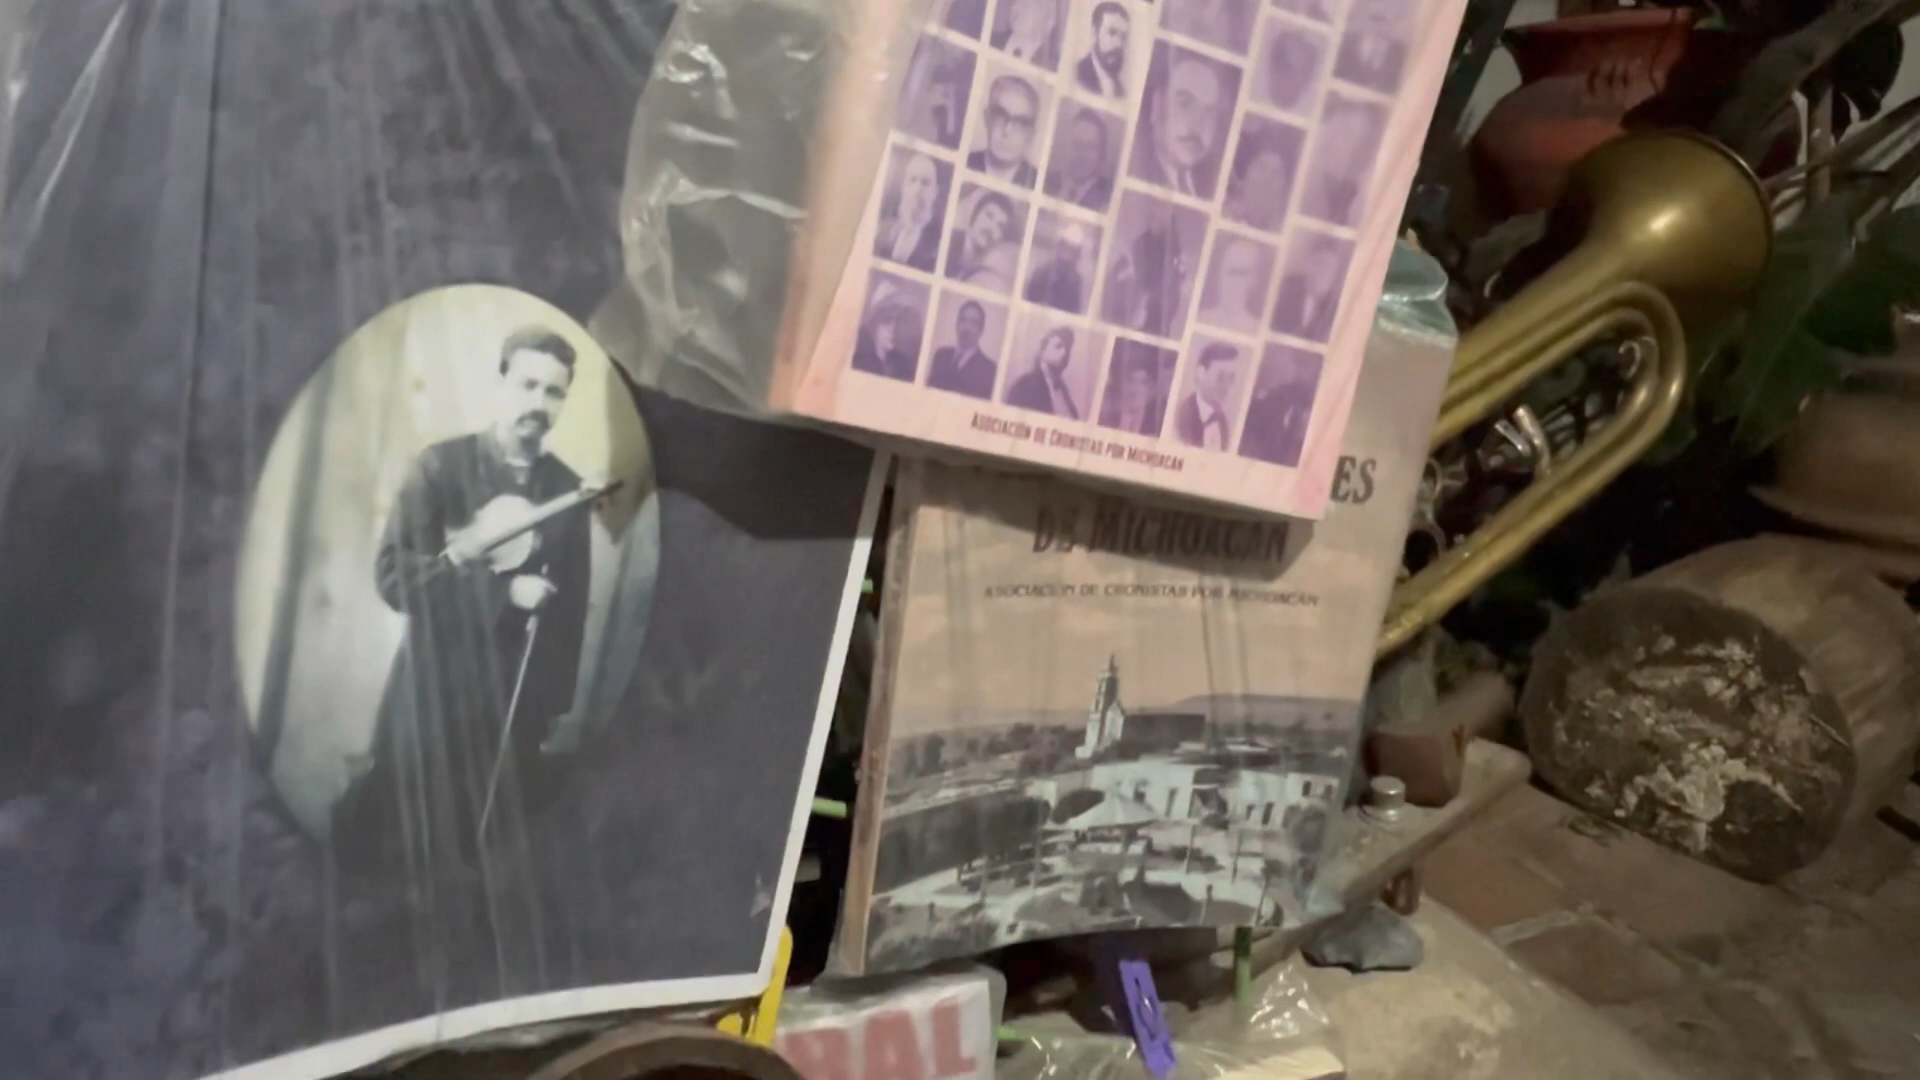 ASOCIACIÓN DE CRONISTAS POR MICHOACÁN
ES
DE MICHOACÁN
ASOCIACIÓN DE CRONISTAS POR MICHOACÁN
RAL